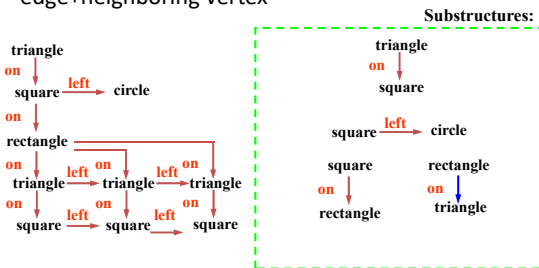 edge+neighboring vertex
Substructures:
triangle
on
square left circle
on
rectangle
on on on
triangle left triangle left triangle
on on on
square left square left square
triangle
on
square
square left circle
square rectangle
on on
rectangle triangle